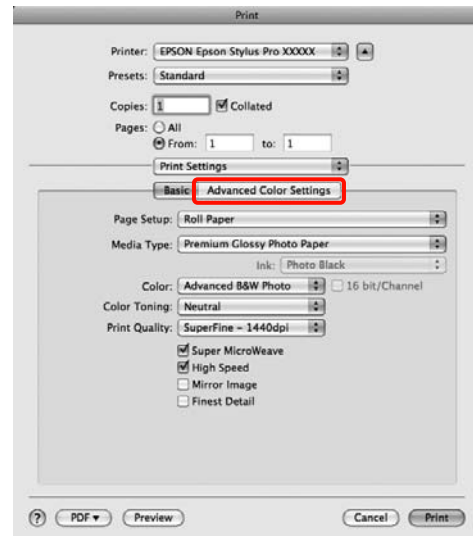 Print
Printer: EPSON Epson Stylus Pro XXXXX
Presets: Standard
Copies: 1 Collated
Pages: All
From: 1 to: 1
Print Settings
Basic Advanced Color Settings
Page Setup: Roll Paper
Media Type: Premium Glossy Photo Paper
Ink: Photo Black
Color: Advanced B&W Photo 16 bit/Channel
Color Toning: Neutral
Print Quality: SuperFine - 1440dpi
Super MicroWeave
High Speed
Mirror Image
Finest Detail
? PDF Preview Cancel Print